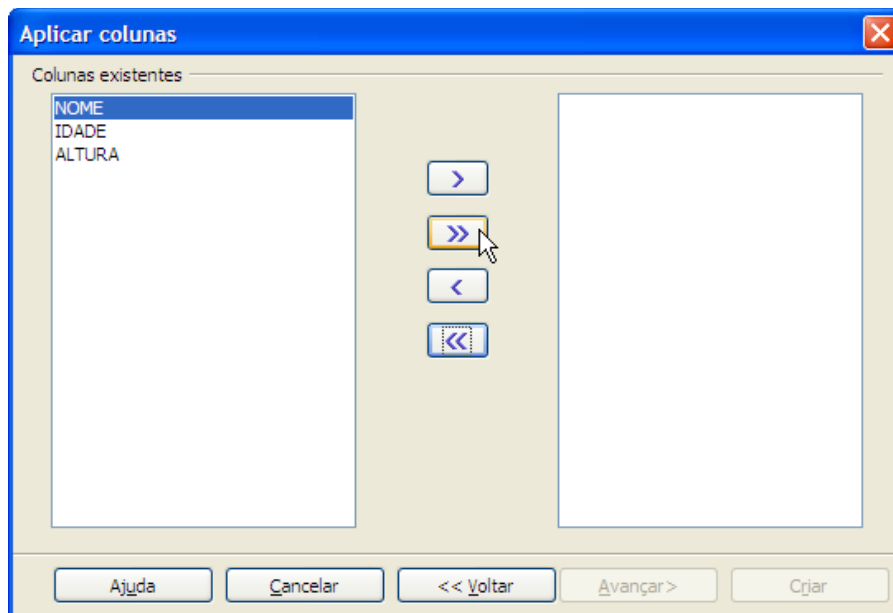 Aplicar colunas
Colunas existentes
NOME
IDADE
ALTURA
>
>>
<
<<
Ajuda
Cancelar
<< Voltar
Avançar>
Criar